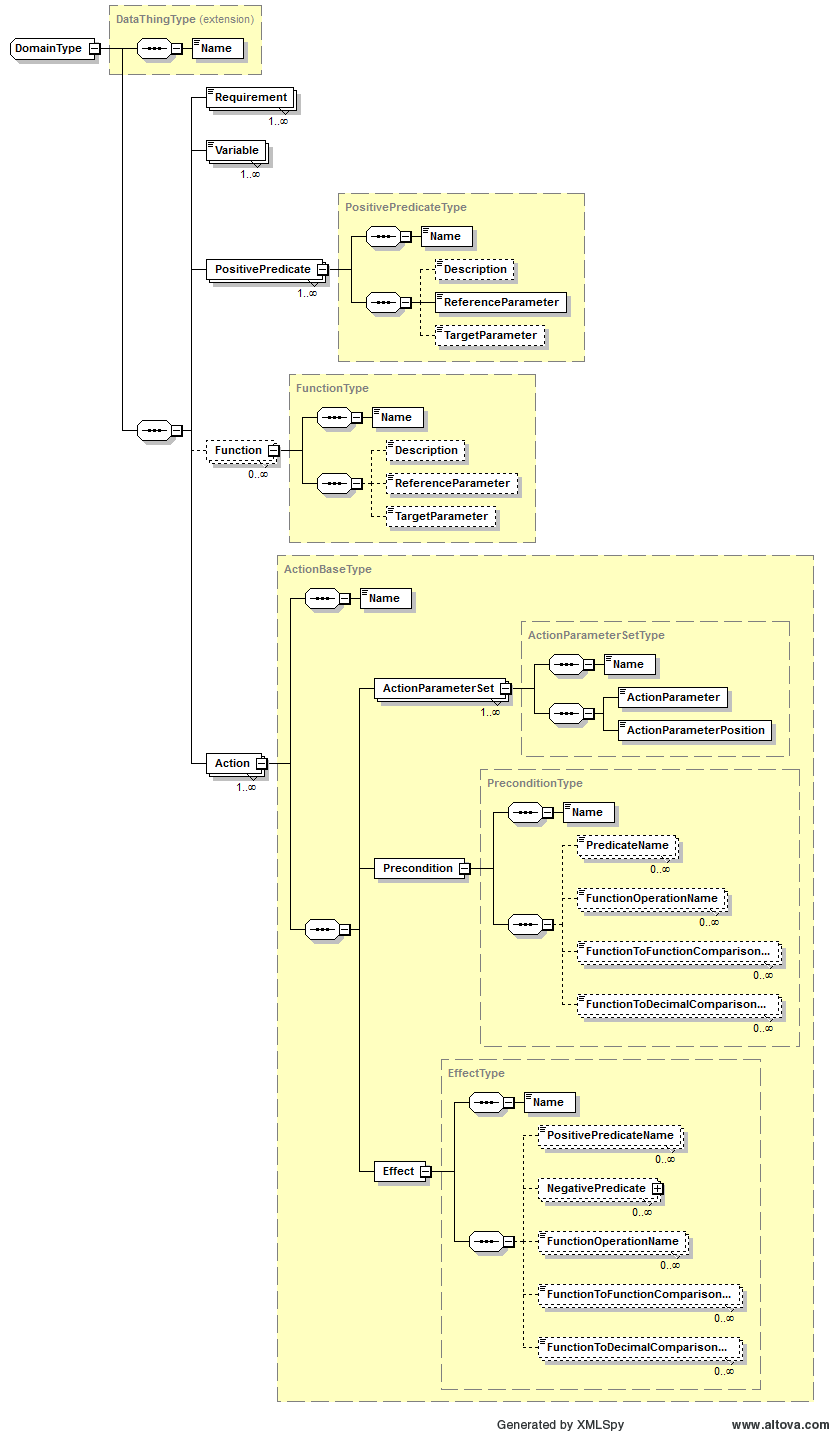 DataThingType (extension)
DomainType
Name
Requirement
1..∞
Variable
1..∞
PositivePredicateType
Name
PositivePredicate
1..∞
Description
ReferenceParameter
TargetParameter
FunctionType
Name
Function
0..∞
Description
ReferenceParameter
TargetParameter
ActionBaseType
Name
ActionParameterSetType
Name
ActionParameterSet
1..∞
ActionParameter
ActionParameterPosition
Action
1..∞
PreconditionType
Name
PredicateName
0..∞
Precondition
FunctionOperationName
0..∞
FunctionToFunctionComparison...
0..∞
FunctionToDecimalComparison...
0..∞
EffectType
Name
PositivePredicateName
0..∞
Effect
NegativePredicate
0..∞
FunctionOperationName
0..∞
FunctionToFunctionComparison...
0..∞
FunctionToDecimalComparison...
0..∞
Generated by XMLSpy www.altova.com